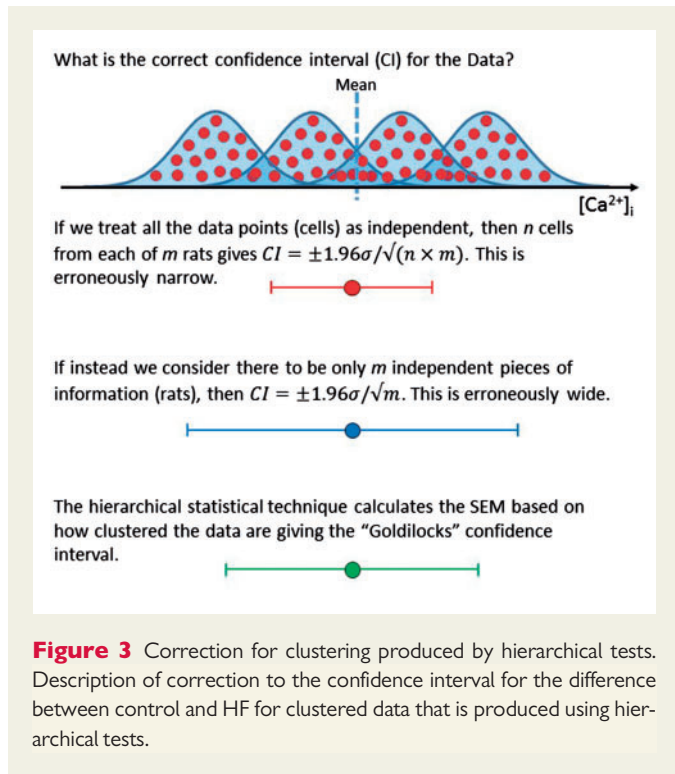 What is the correct confidence interval (CI) for the Data?
Mean
[Ca²⁺]ᵢ
If we treat all the data points (cells) as independent, then n cells
from each of m rats gives CI = ±1.96σ/√(n × m). This is
erroneously narrow.
If instead we consider there to be only m independent pieces of
information (rats), then CI = ±1.96σ/√m. This is erroneously wide.
The hierarchical statistical technique calculates the SEM based on
how clustered the data are giving the “Goldilocks” confidence
interval.
Figure 3 Correction for clustering produced by hierarchical tests.
Description of correction to the confidence interval for the difference
between control and HF for clustered data that is produced using hier-
archical tests.